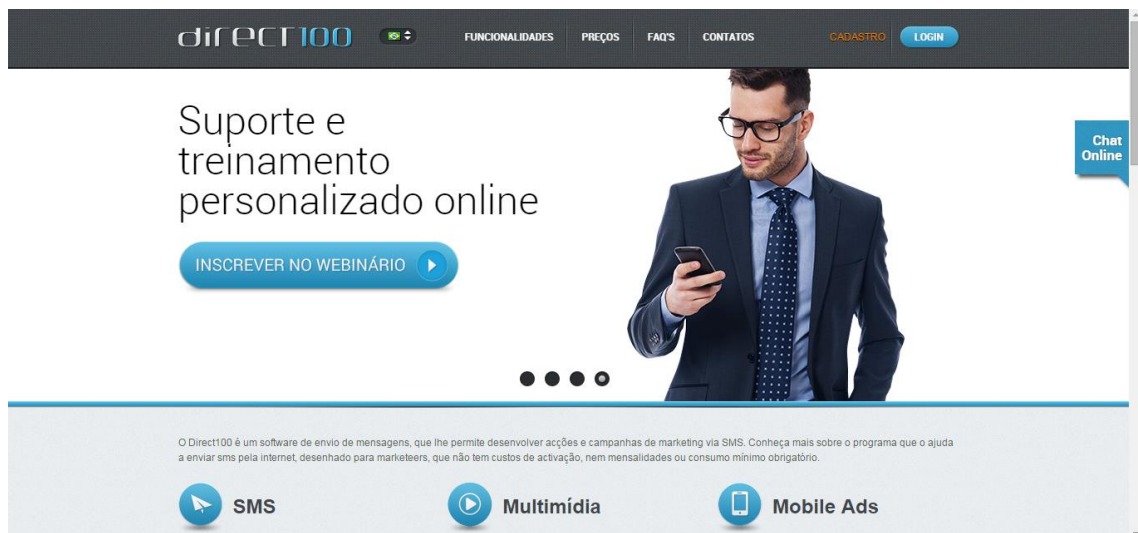 direct100
FUNCIONALIDADES PREÇOS FAQ'S CONTATOS CADASTRO LOGIN
Suporte e
treinamento
personalizado online
INSCREVER NO WEBINÁRIO
Chat
Online
O Direct100 é um software de envio de mensagens, que lhe permite desenvolver acções e campanhas de marketing via SMS. Conheça mais sobre o programa que o ajuda
a enviar sms pela internet, desenhado para marketeers, que não tem custos de activação, nem mensalidades ou consumo mínimo obrigatório.
SMS Multimídia Mobile Ads